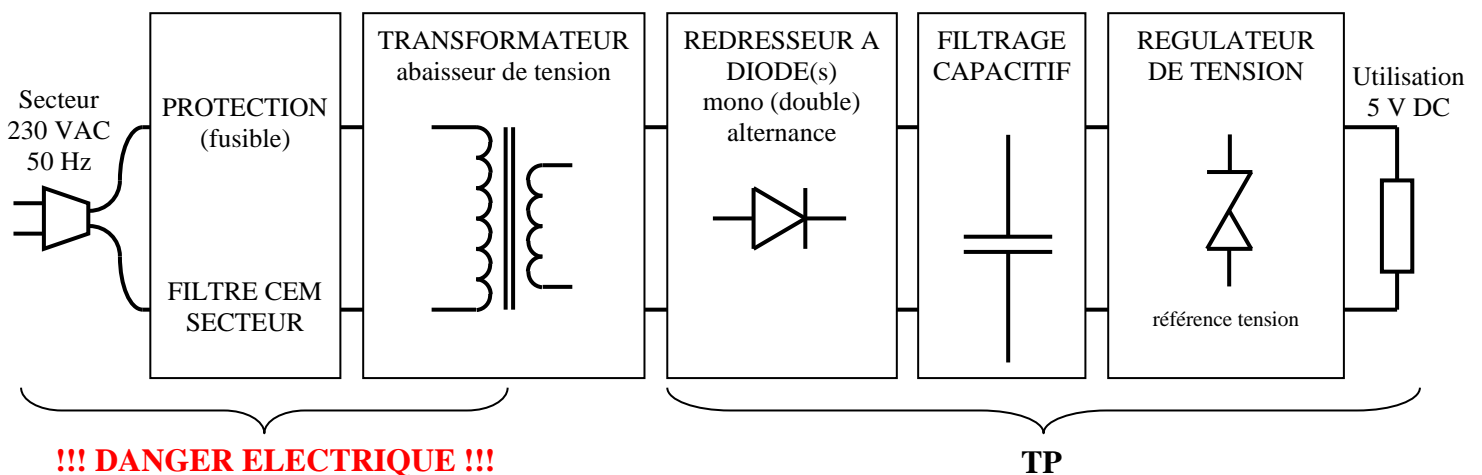 Secteur
230 VAC
50 Hz
PROTECTION
(fusible)
FILTRE CEM
SECTEUR
TRANSFORMATEUR
abaisseur de tension
REDRESSEUR A
DIODE(s)
mono (double)
alternance
FILTRAGE
CAPACITIF
REGULATEUR
DE TENSION
référence tension
Utilisation
5 V DC
!!! DANGER ELECTRIQUE !!!
TP